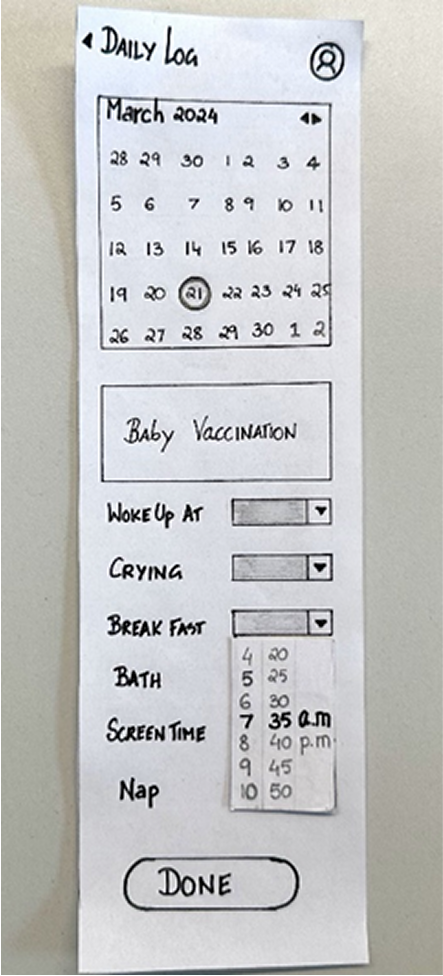 Daily Log
March 2024
28 29 30 1 2 3 4
5 6 7 8 9 10 11
12 13 14 15 16 17 18
19 20 21 22 23 24 25
26 27 28 29 30 1 2
Baby Vaccination
Woke Up At
Crying
Break Fast
4 20
Bath 5 25
6 30
Screen Time 7 35 a.m
8 40 p.m.
9 45
Nap 10 50
Done